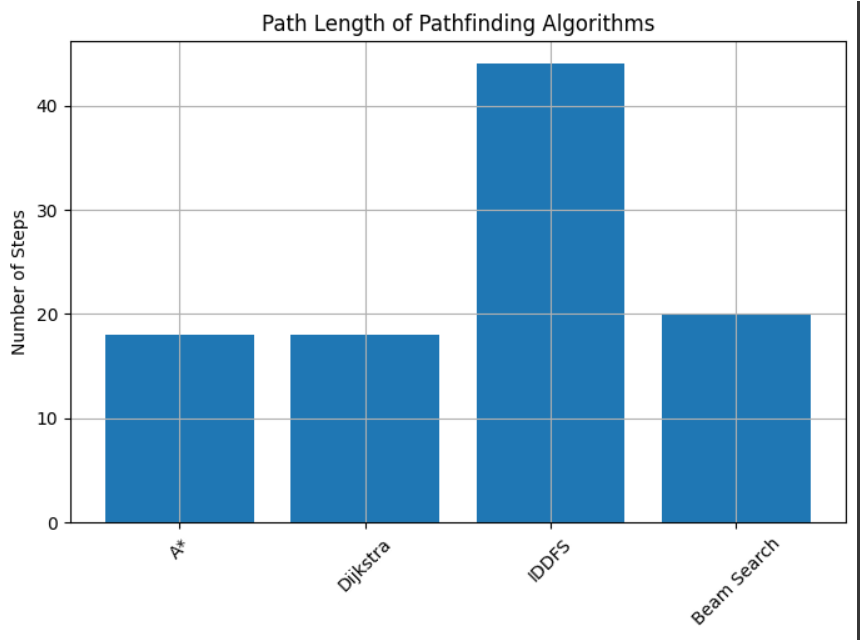 Path Length of Pathfinding Algorithms
Number of Steps
40
30
20
10
0
A*
Dijkstra
IDDFS
Beam Search